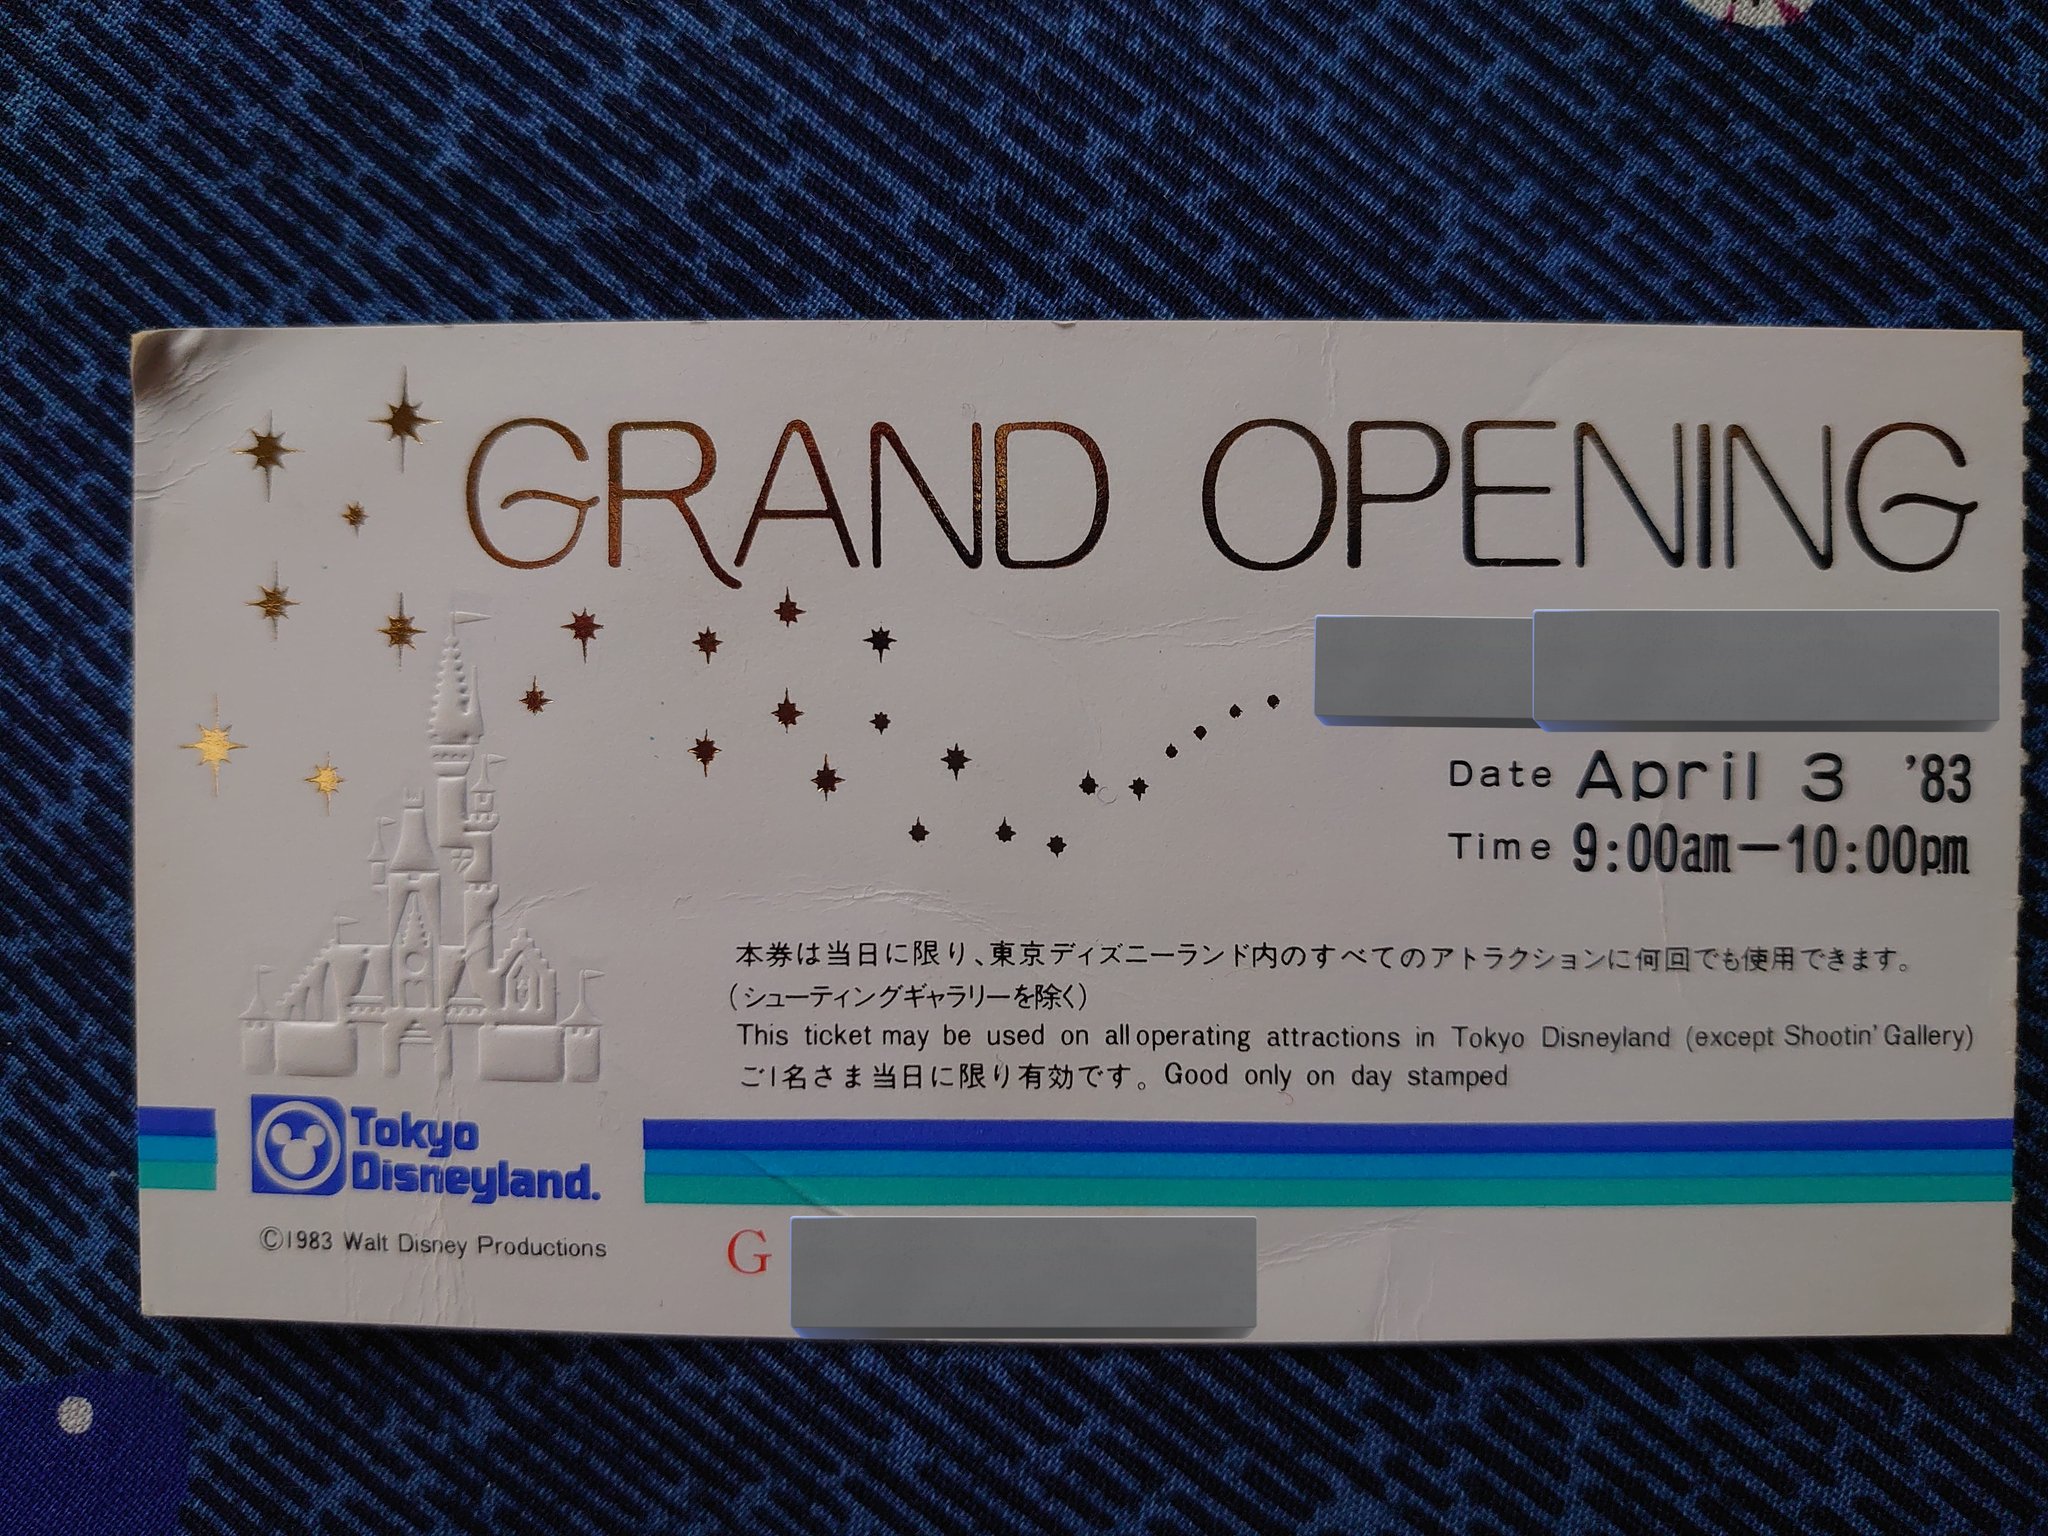 GRAND OPENING
Date April 3 '83
Time 9:00am－10:00pm
本券は当日に限り、東京ディズニーランド内のすべてのアトラクションに何回でも使用できます。
(シューティングギャラリーを除く)
This ticket may be used on all operating attractions in Tokyo Disneyland (except Shootin' Gallery)
ご1名さま当日に限り有効です。Good only on day stamped
Tokyo
Disneyland.
©1983 Walt Disney Productions
G